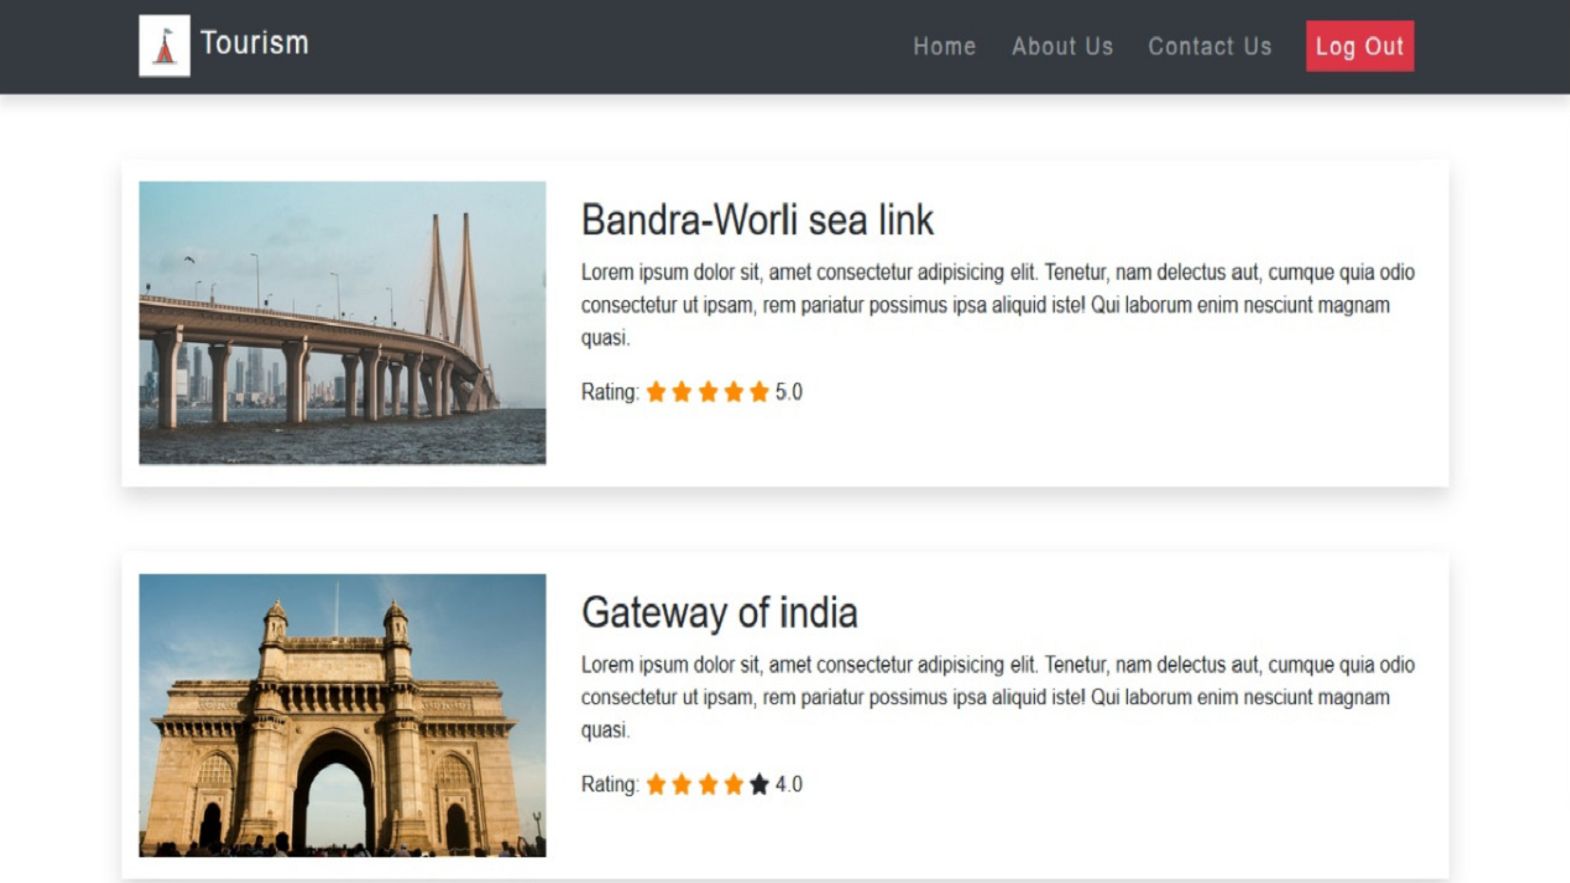 Tourism
Home About Us Contact Us Log Out
Bandra-Worli sea link
Lorem ipsum dolor sit, amet consectetur adipisicing elit. Tenetur, nam delectus aut, cumque quia odio
consectetur ut ipsam, rem pariatur possimus ipsa aliquid iste! Qui laborum enim nesciunt magnam
quasi.
Rating: 5.0
Gateway of india
Lorem ipsum dolor sit, amet consectetur adipisicing elit. Tenetur, nam delectus aut, cumque quia odio
consectetur ut ipsam, rem pariatur possimus ipsa aliquid iste! Qui laborum enim nesciunt magnam
quasi.
Rating: 4.0